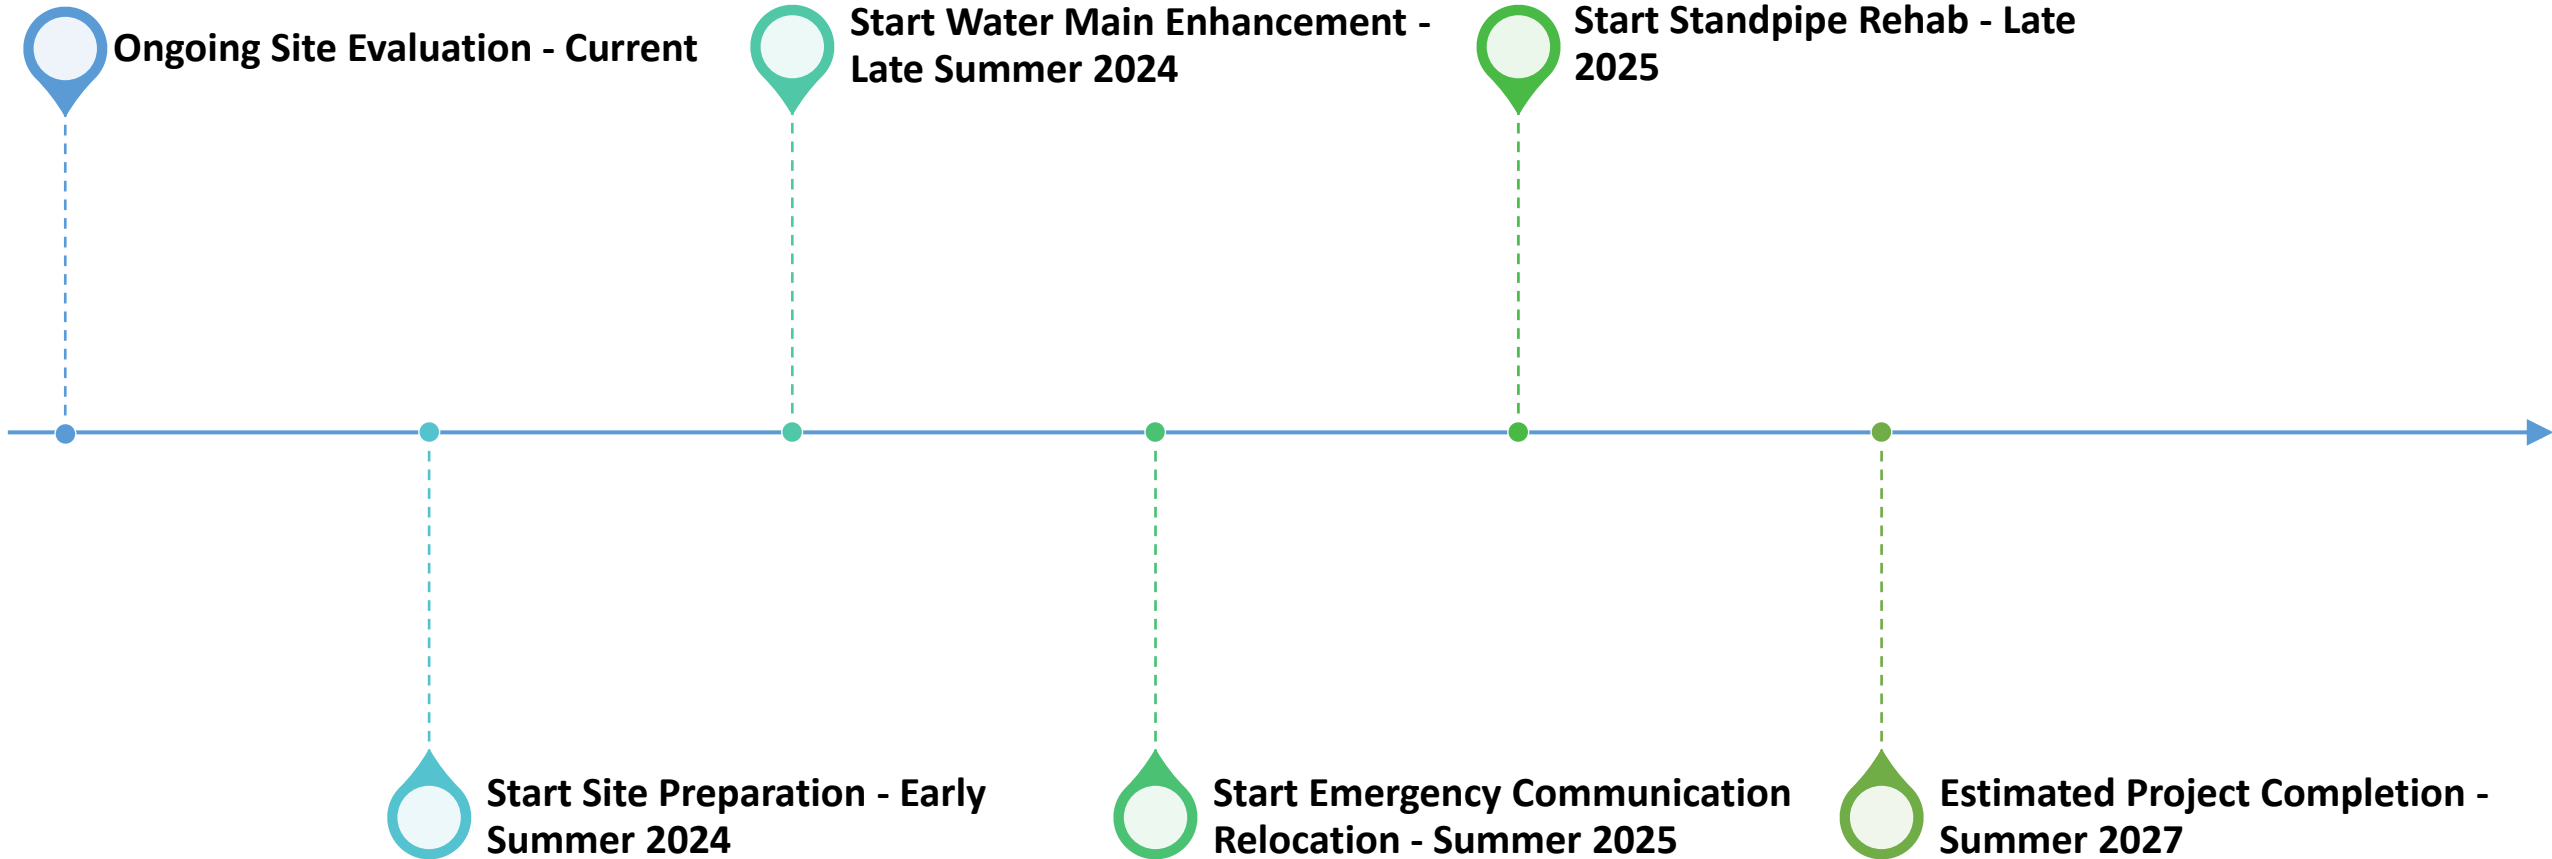 Ongoing Site Evaluation - Current
Start Water Main Enhancement -
Late Summer 2024
Start Standpipe Rehab - Late
2025
Start Site Preparation - Early
Summer 2024
Start Emergency Communication
Relocation - Summer 2025
Estimated Project Completion -
Summer 2027